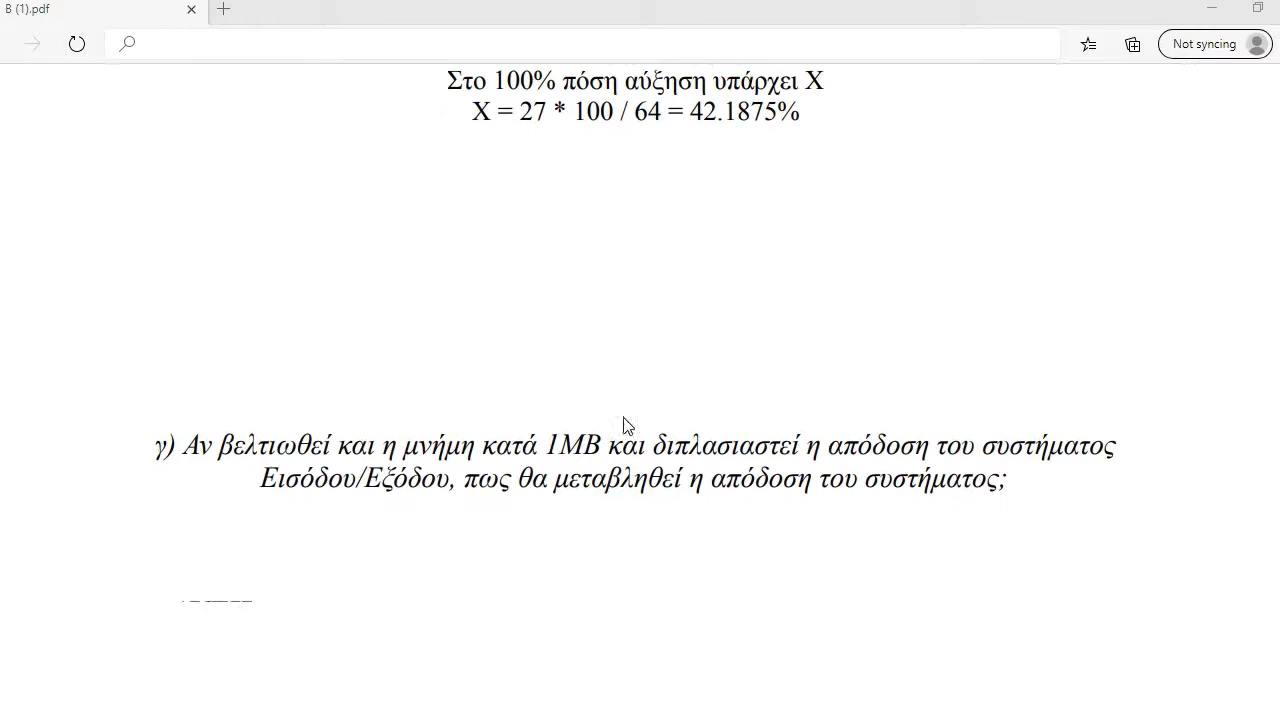 B (1).pdf
Not syncing
Στο 100% πόση αύξηση υπάρχει Χ
Χ = 27 * 100 / 64 = 42.1875%
γ) Αν βελτιωθεί και η μνήμη κατά 1MB και διπλασιαστεί η απόδοση του συστήματος
Εισόδου/Εξόδου, πως θα μεταβληθεί η απόδοση του συστήματος;